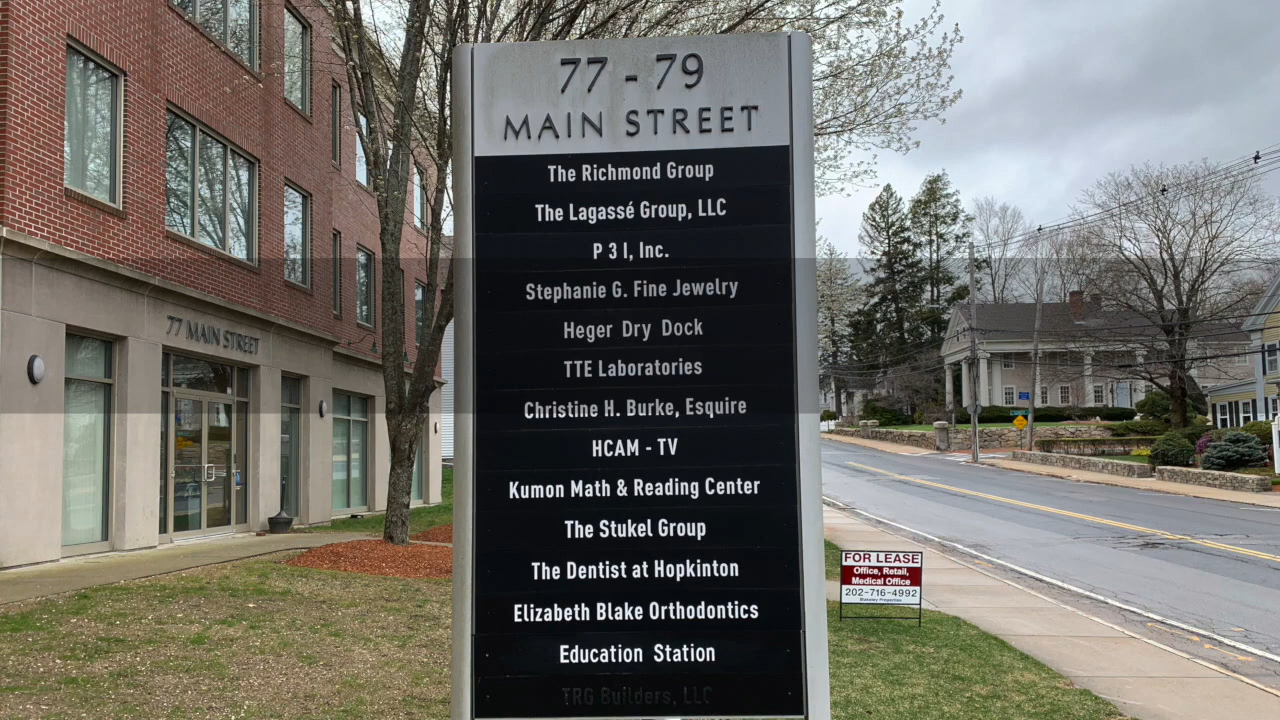 77 - 79
MAIN STREET
The Richmond Group
The Lagassé Group, LLC
P 3 I, Inc.
Stephanie G. Fine Jewelry
Heger Dry Dock
TTE Laboratories
Christine H. Burke, Esquire
HCAM - TV
Kumon Math & Reading Center
The Stukel Group
The Dentist at Hopkinton
Elizabeth Blake Orthodontics
Education Station
TRG Builders, LLC
77 MAIN STREET
FOR LEASE
Office, Retail,
Medical Office
202-716-4992
Blakeley Properties